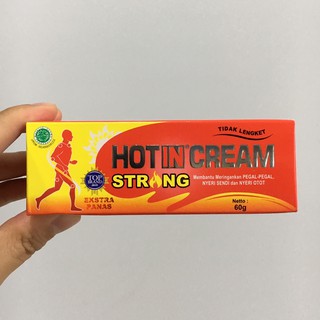 TIDAK LENGKET
HOT IN® CREAM
STRONG
TOP
Membantu Meringankan PEGAL-PEGAL,
NYERI SENDI dan NYERI OTOT
EKSTRA
PANAS
Netto :
60g